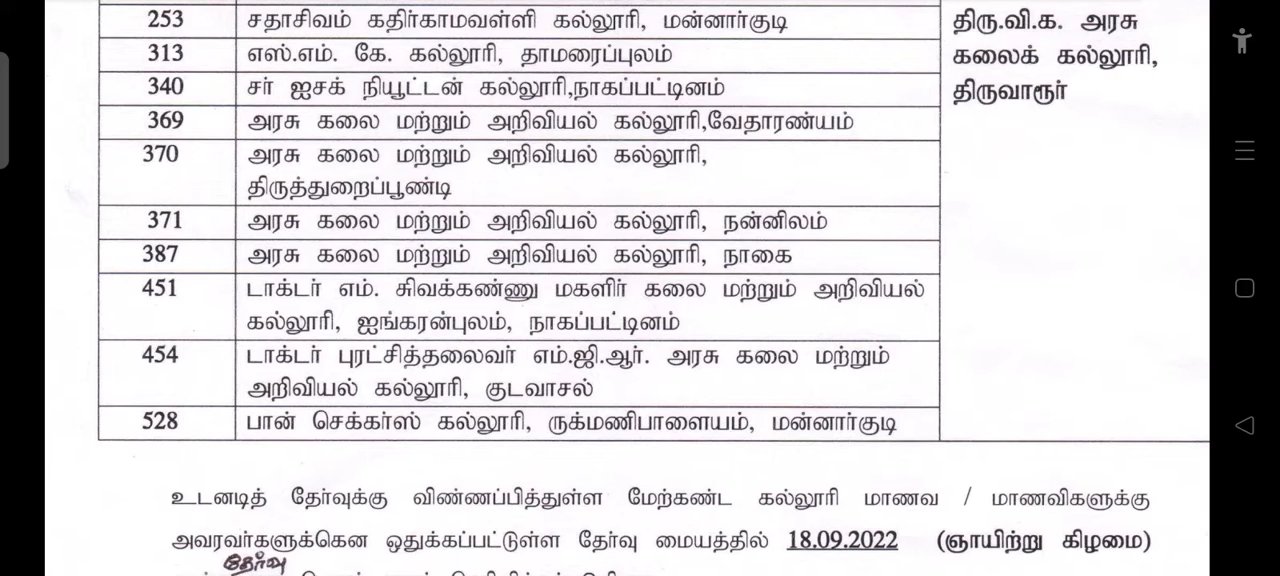 253 சதாசிவம் கதிர்காமவள்ளி கல்லூரி, மன்னார்குடி
313 எஸ்.எம். கே. கல்லூரி, தாமரைப்புலம்
340 சர் ஐசக் நியூட்டன் கல்லூரி,நாகப்பட்டினம்
369 அரசு கலை மற்றும் அறிவியல் கல்லூரி,வேதாரண்யம்
370 அரசு கலை மற்றும் அறிவியல் கல்லூரி,
திருத்துறைப்பூண்டி
371 அரசு கலை மற்றும் அறிவியல் கல்லூரி, நன்னிலம்
387 அரசு கலை மற்றும் அறிவியல் கல்லூரி, நாகை
451 டாக்டர் எம். சிவக்கண்ணு மகளிர் கலை மற்றும் அறிவியல்
கல்லூரி, ஐங்கரன்புலம், நாகப்பட்டினம்
454 டாக்டர் புரட்சித்தலைவர் எம்.ஜி.ஆர். அரசு கலை மற்றும்
அறிவியல் கல்லூரி, குடவாசல்
528 பான் செக்கர்ஸ் கல்லூரி, ருக்மணிபாளையம், மன்னார்குடி
திரு.வி.க. அரசு
கலைக் கல்லூரி,
திருவாரூர்
உடனடித் தேர்வுக்கு விண்ணப்பித்துள்ள மேற்கண்ட கல்லூரி மாணவ / மாணவிகளுக்கு
அவரவர்களுக்கென ஒதுக்கப்பட்டுள்ள தேர்வு மையத்தில் 18.09.2022 (ஞாயிற்று கிழமை)
தேர்வு